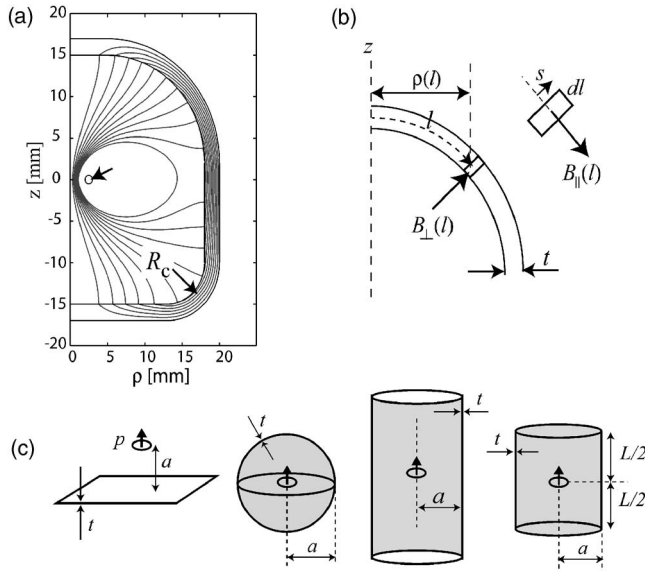 (a)
20
15
10
5
0
-5
-10
-15
-20
z [mm]
R_c
0 5 10 15 20 25
ρ [mm]
(b)
z
ρ(l)
l
s
dl
B_∥(l)
B_⊥(l)
t
(c)
p
a
t
t
a
t
a
t
L/2
L/2
a